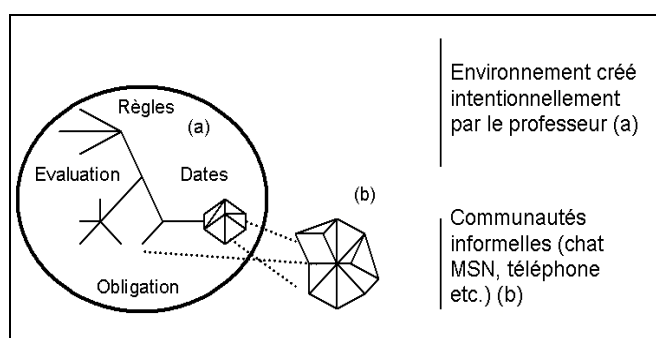 Règles
(a)
Evaluation
Dates
(b)
Obligation
Environnement créé
intentionnellement
par le professeur (a)
Communautés
informelles (chat
MSN, téléphone
etc.) (b)